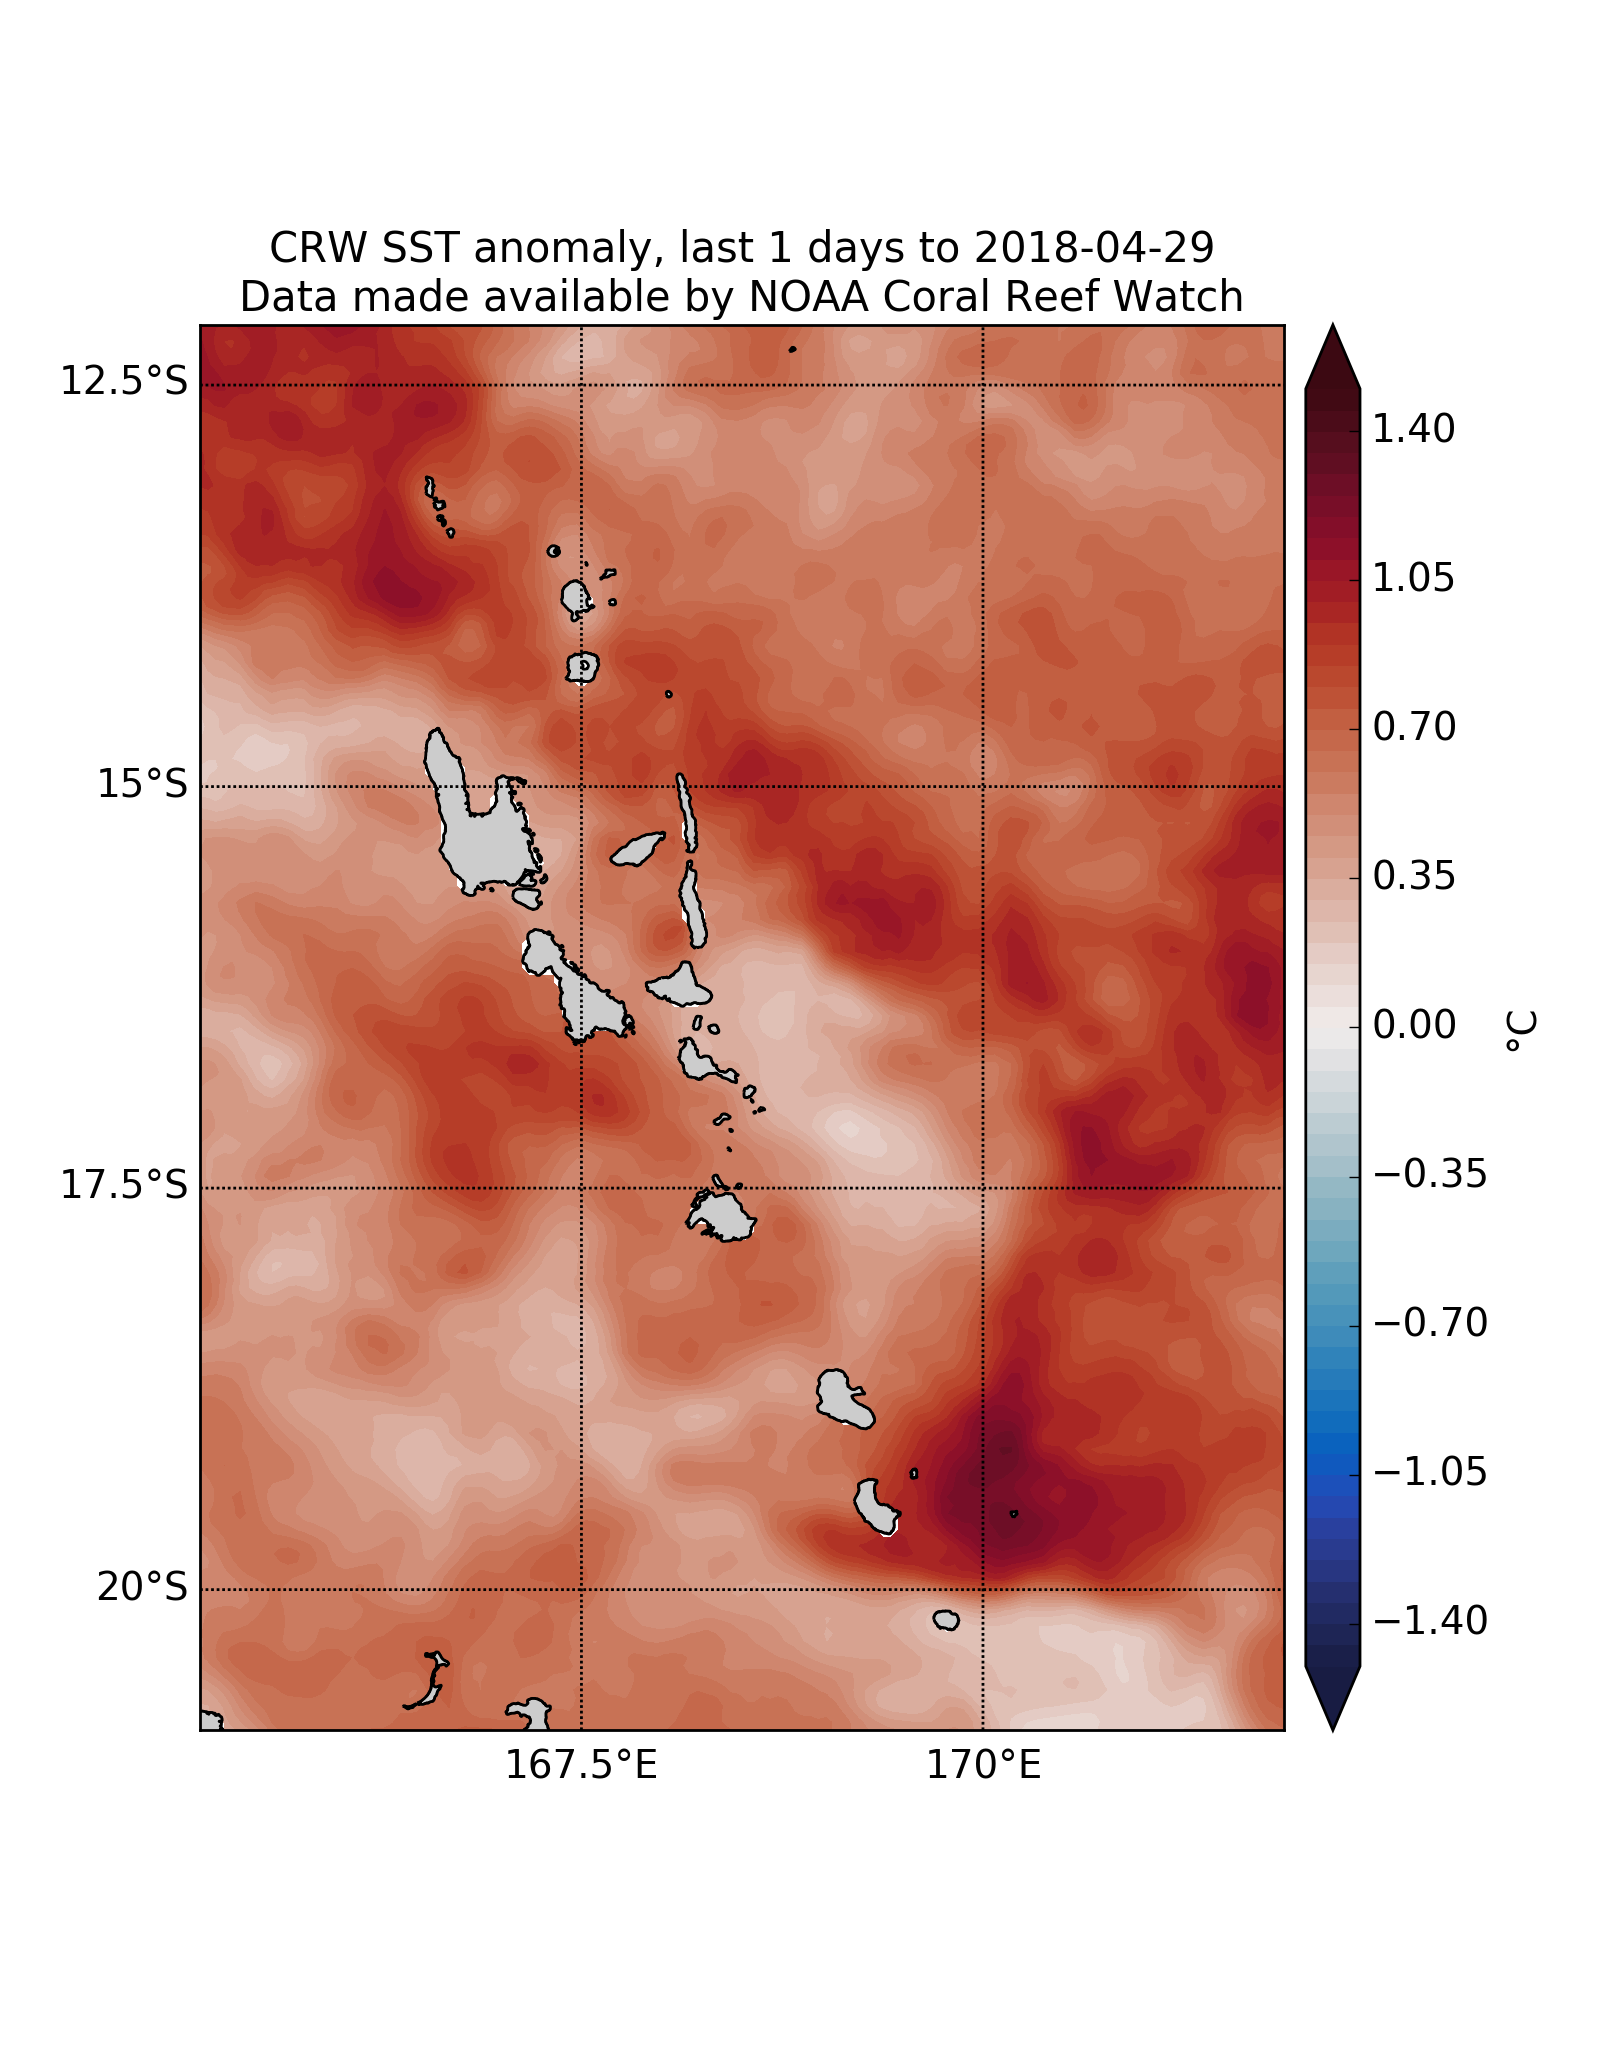 CRW SST anomaly, last 1 days to 2018-04-29
Data made available by NOAA Coral Reef Watch
12.5°S
15°S
17.5°S
20°S
167.5°E
170°E
1.40
1.05
0.70
0.35
0.00
−0.35
−0.70
−1.05
−1.40
°C